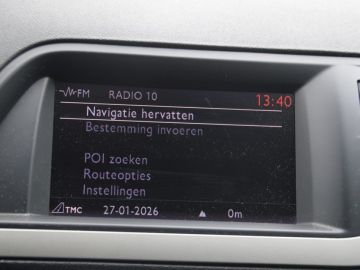 FM RADIO 10 13:40
Navigatie hervatten
Bestemming invoeren
POI zoeken
Routeopties
Instellingen
TMC 27-01-2026 0m